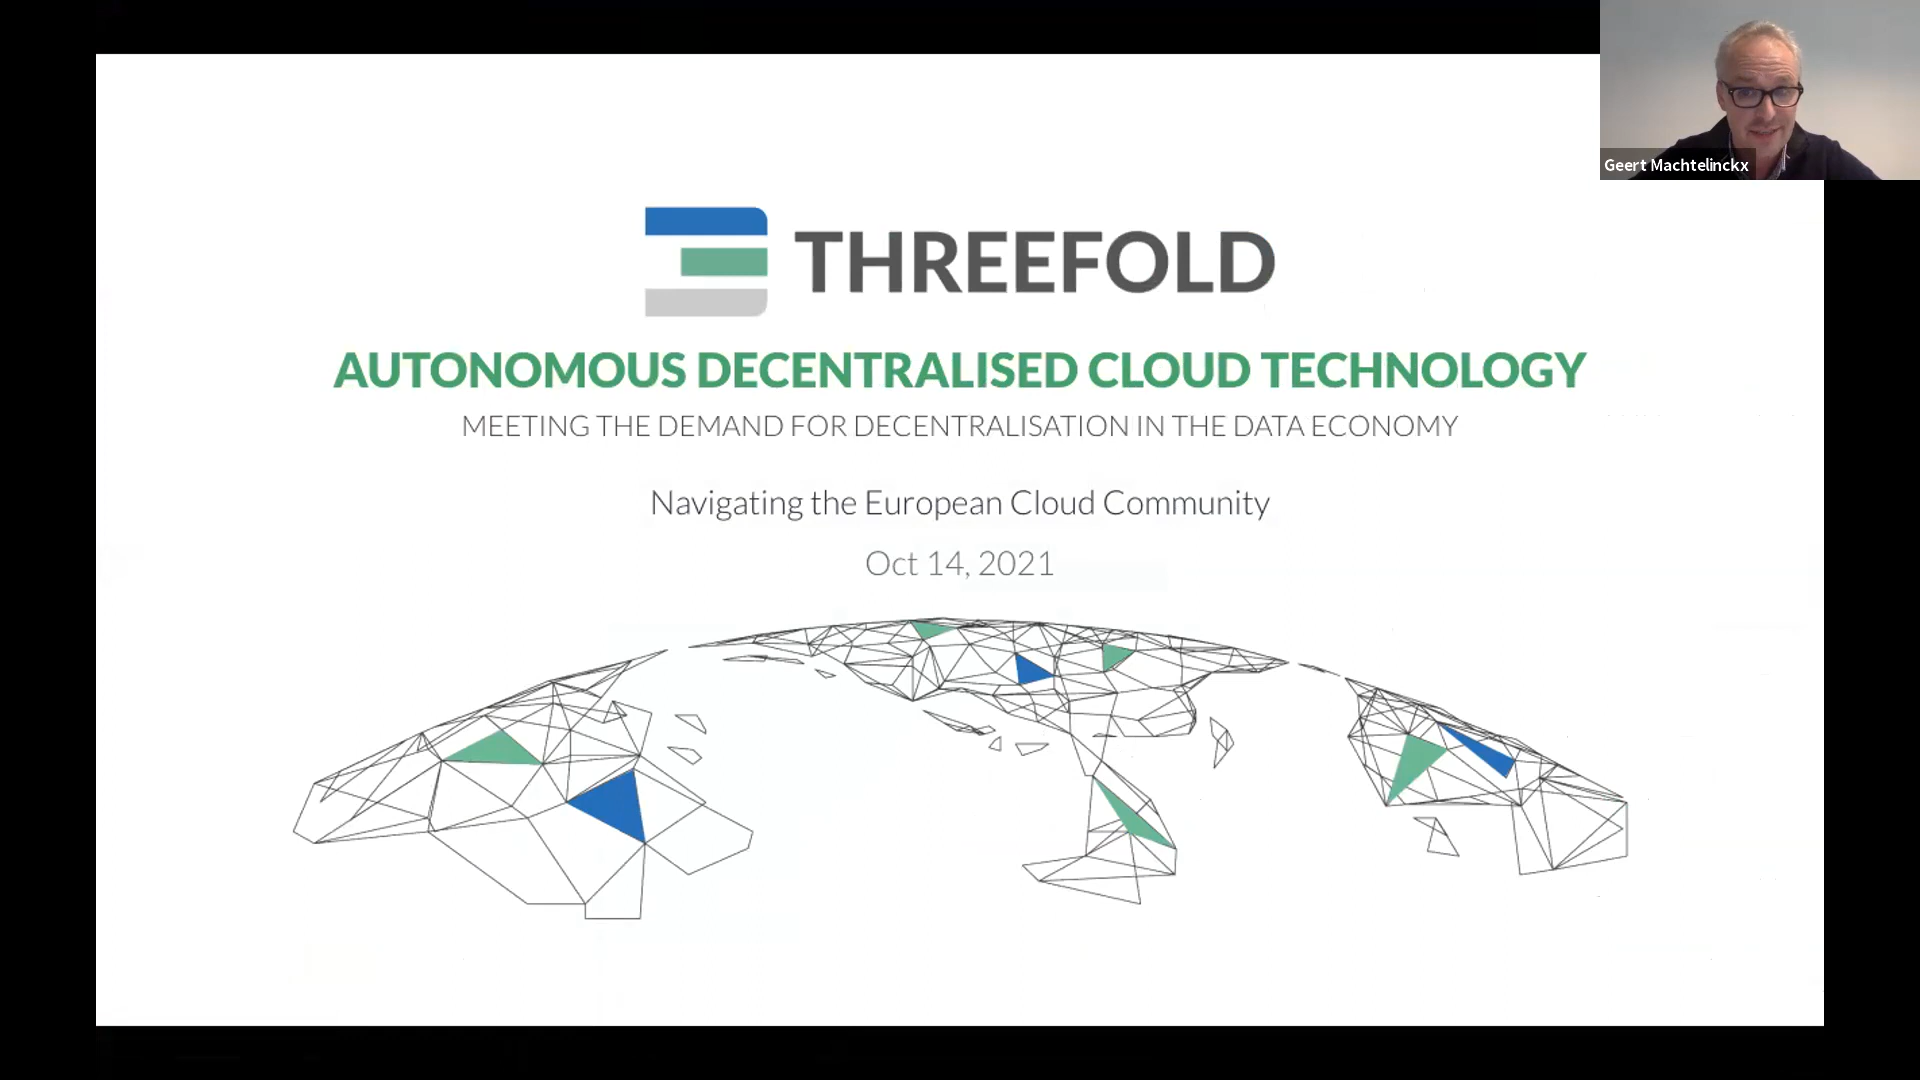 THREEFOLD
AUTONOMOUS DECENTRALISED CLOUD TECHNOLOGY
MEETING THE DEMAND FOR DECENTRALISATION IN THE DATA ECONOMY
Navigating the European Cloud Community
Oct 14, 2021
Geert Machtelinckx